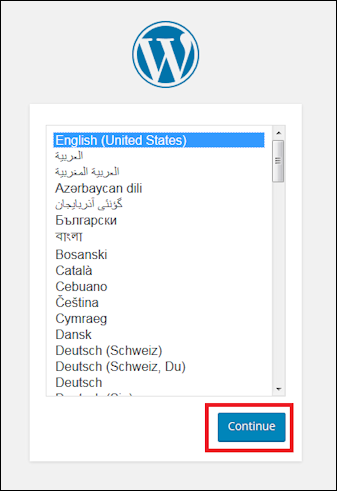 English (United States)
العربية
العربية المغربية
Azərbaycan dili
گؤنئی آذربایجان
Български
বাংলা
Bosanski
Català
Cebuano
Čeština
Cymraeg
Dansk
Deutsch (Schweiz)
Deutsch (Schweiz, Du)
Deutsch
Continue